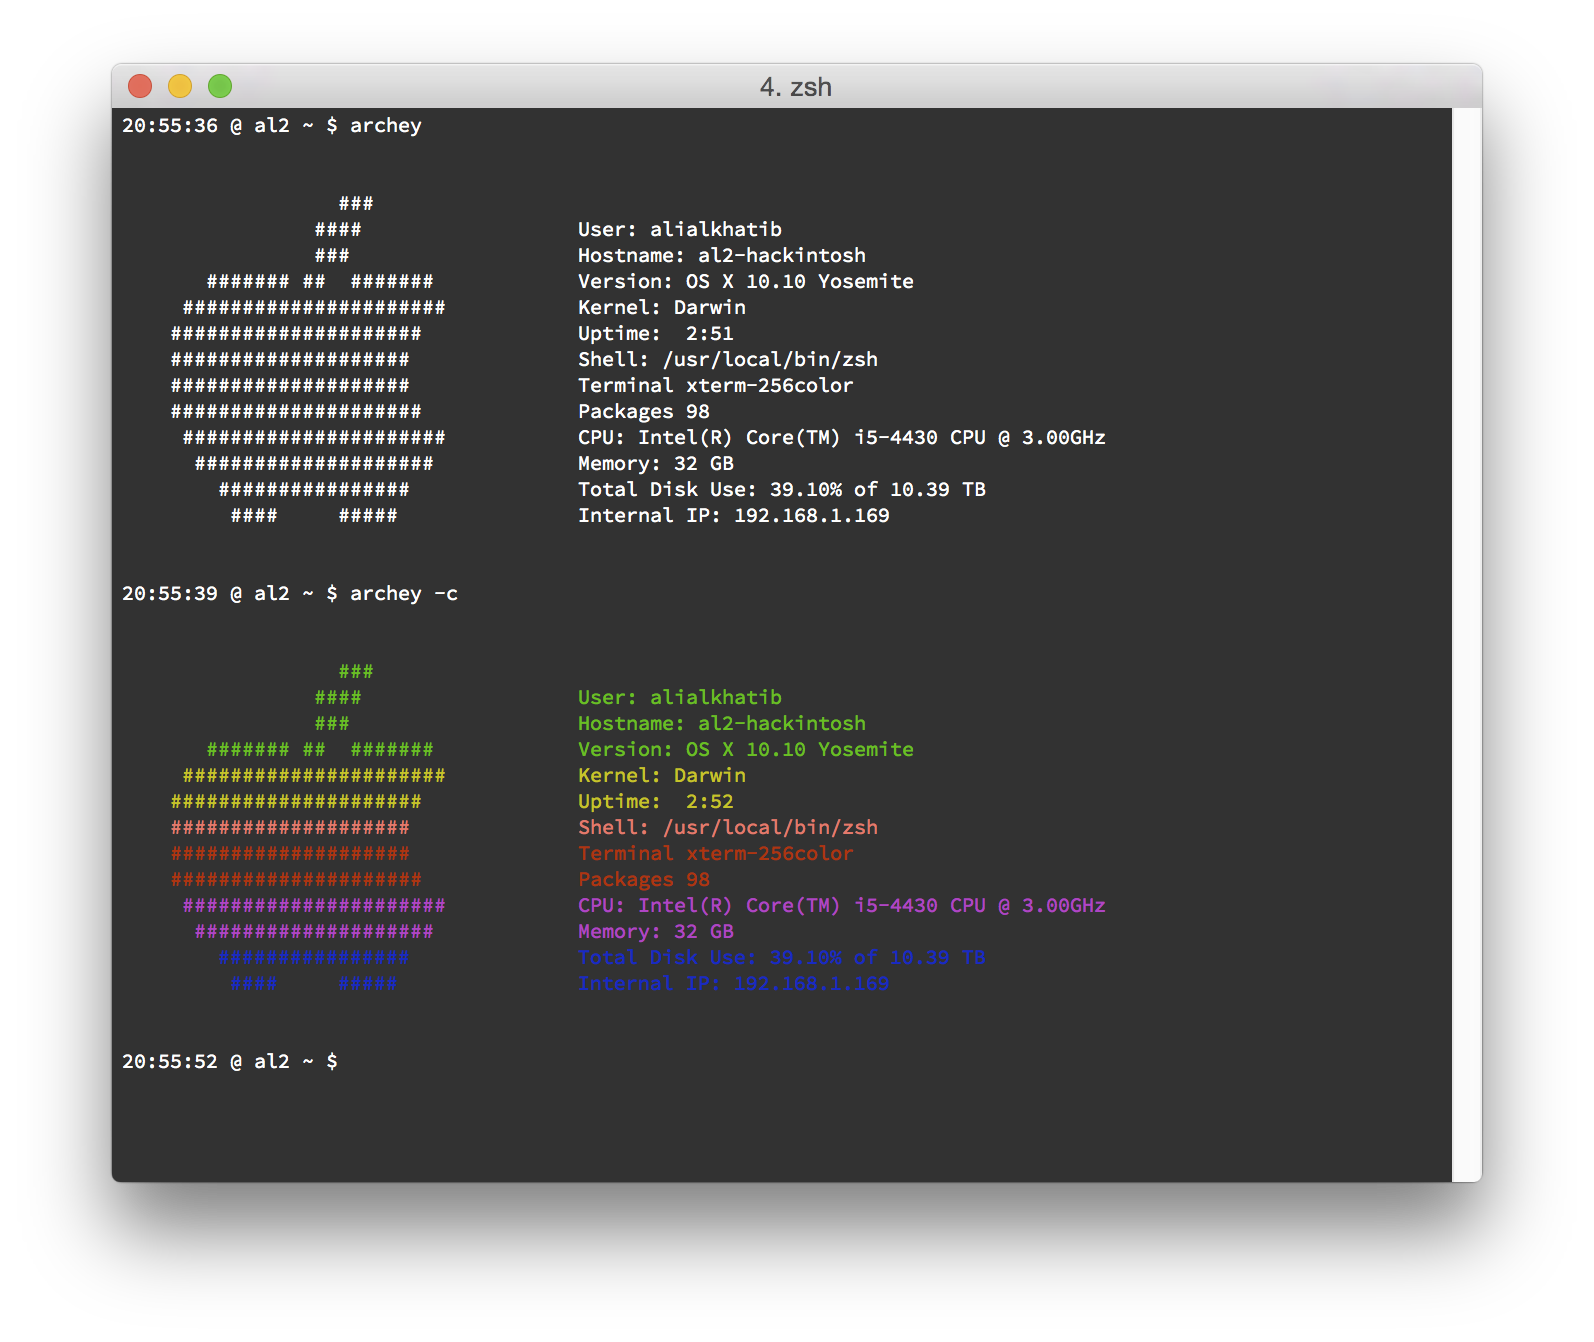 4. zsh
20:55:36 @ al2 ~ $ archey
###
#### User: alialkhatib
### Hostname: al2-hackintosh
####### ## ####### Version: OS X 10.10 Yosemite
###################### Kernel: Darwin
##################### Uptime: 2:51
#################### Shell: /usr/local/bin/zsh
#################### Terminal xterm-256color
##################### Packages 98
###################### CPU: Intel(R) Core(TM) i5-4430 CPU @ 3.00GHz
#################### Memory: 32 GB
################ Total Disk Use: 39.10% of 10.39 TB
#### ##### Internal IP: 192.168.1.169
20:55:39 @ al2 ~ $ archey -c
###
#### User: alialkhatib
### Hostname: al2-hackintosh
####### ## ####### Version: OS X 10.10 Yosemite
###################### Kernel: Darwin
##################### Uptime: 2:52
#################### Shell: /usr/local/bin/zsh
#################### Terminal xterm-256color
##################### Packages 98
###################### CPU: Intel(R) Core(TM) i5-4430 CPU @ 3.00GHz
#################### Memory: 32 GB
################ Total Disk Use: 39.10% of 10.39 TB
#### ##### Internal IP: 192.168.1.169
20:55:52 @ al2 ~ $